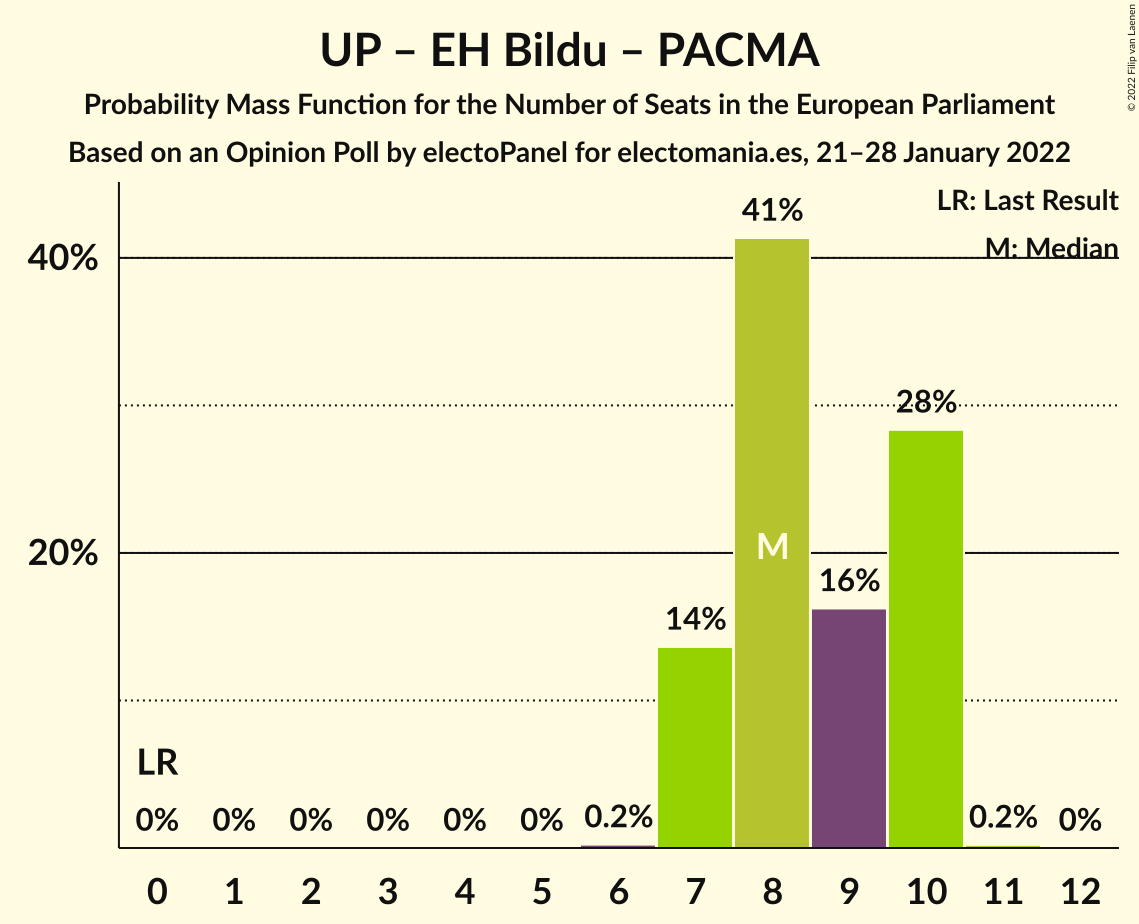 UP – EH Bildu – PACMA
Probability Mass Function for the Number of Seats in the European Parliament
Based on an Opinion Poll by electoPanel for electomania.es, 21–28 January 2022
© 2022 Filip van Laenen
LR: Last Result
M: Median
41%
40%
28%
20%
M
16%
14%
LR
0% 0% 0% 0% 0% 0% 0.2% 0.2% 0%
0 1 2 3 4 5 6 7 8 9 10 11 12